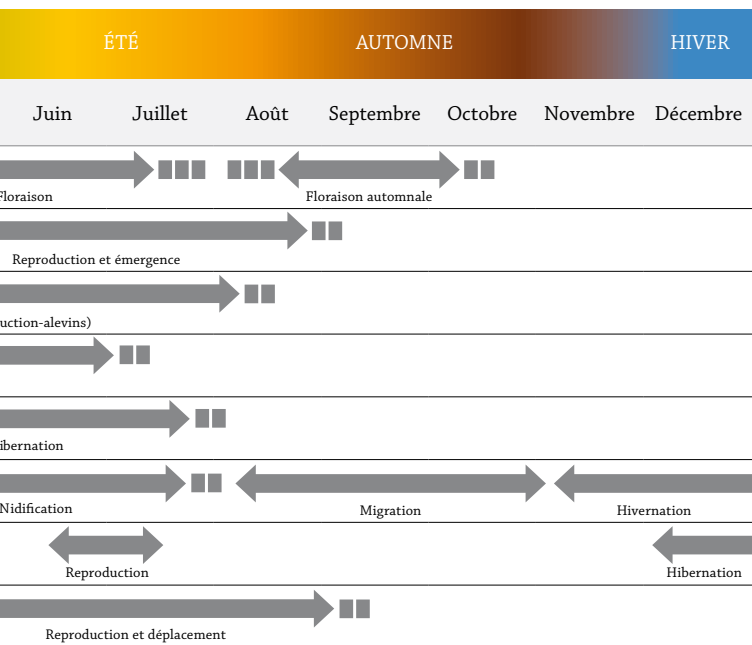 ÉTÉ AUTOMNE HIVER
Juin Juillet Août Septembre Octobre Novembre Décembre
Floraison Floraison automnale
Reproduction et émergence
uction-alevins)
ibernation
Nidification Migration Hivernation
Reproduction Hibernation
Reproduction et déplacement